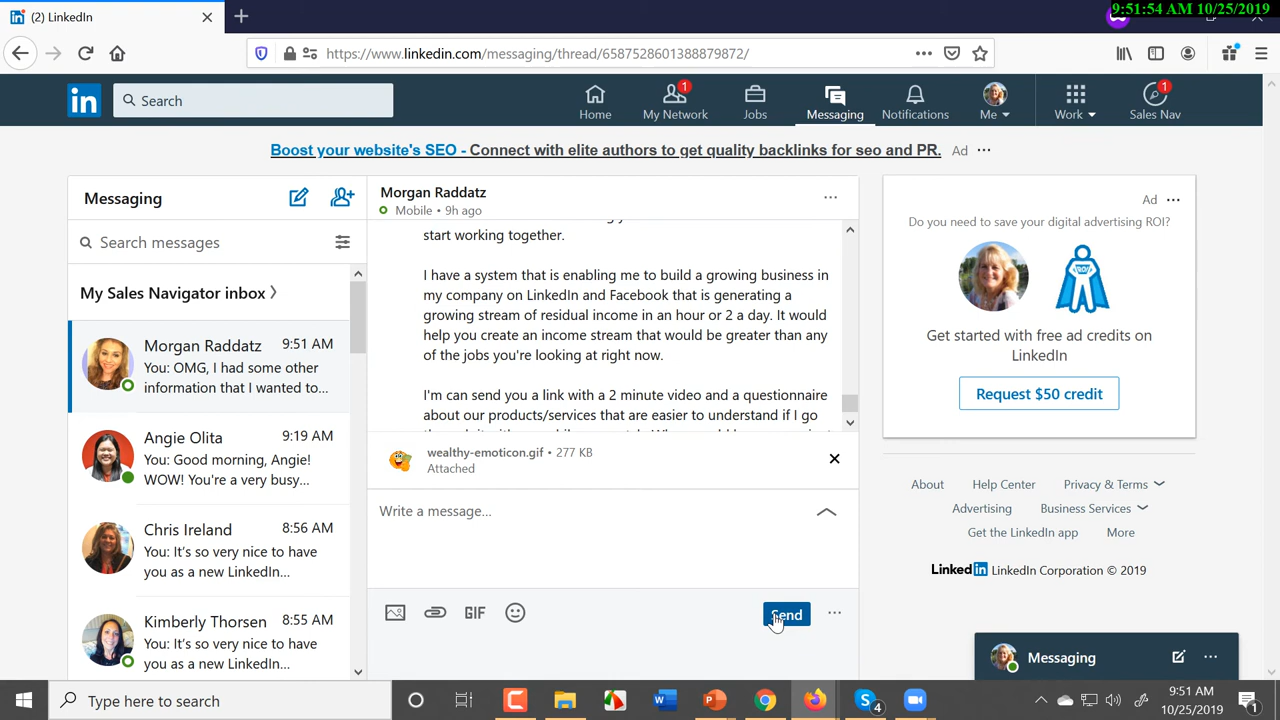 9:51:54 AM 10/25/2019
(2) LinkedIn
https://www.linkedin.com/messaging/thread/6587528601388879872/
in
Search
Home
1
My Network
Jobs
Messaging
Notifications
Me
Work
1
Sales Nav
Boost your website's SEO - Connect with elite authors to get quality backlinks for seo and PR. Ad
Messaging
Search messages
My Sales Navigator inbox
Morgan Raddatz 9:51 AM
You: OMG, I had some other
information that I wanted to...
Angie Olita 9:19 AM
You: Good morning, Angie!
WOW! You're a very busy...
Chris Ireland 8:56 AM
You: It's so very nice to have
you as a new LinkedIn...
Kimberly Thorsen 8:55 AM
You: It's so very nice to have
you as a new LinkedIn...
Morgan Raddatz
Mobile • 9h ago
start working together.
I have a system that is enabling me to build a growing business in
my company on LinkedIn and Facebook that is generating a
growing stream of residual income in an hour or 2 a day. It would
help you create an income stream that would be greater than any
of the jobs you're looking at right now.
I'm can send you a link with a 2 minute video and a questionnaire
about our products/services that are easier to understand if I go
wealthy-emoticon.gif • 277 KB
Attached
Write a message...
GIF
Send
Ad
Do you need to save your digital advertising ROI?
ROI
Get started with free ad credits on
LinkedIn
Request $50 credit
About Help Center Privacy & Terms
Advertising Business Services
Get the LinkedIn app More
Linked in LinkedIn Corporation © 2019
Messaging
Type here to search
4
9:51 AM
10/25/2019
1